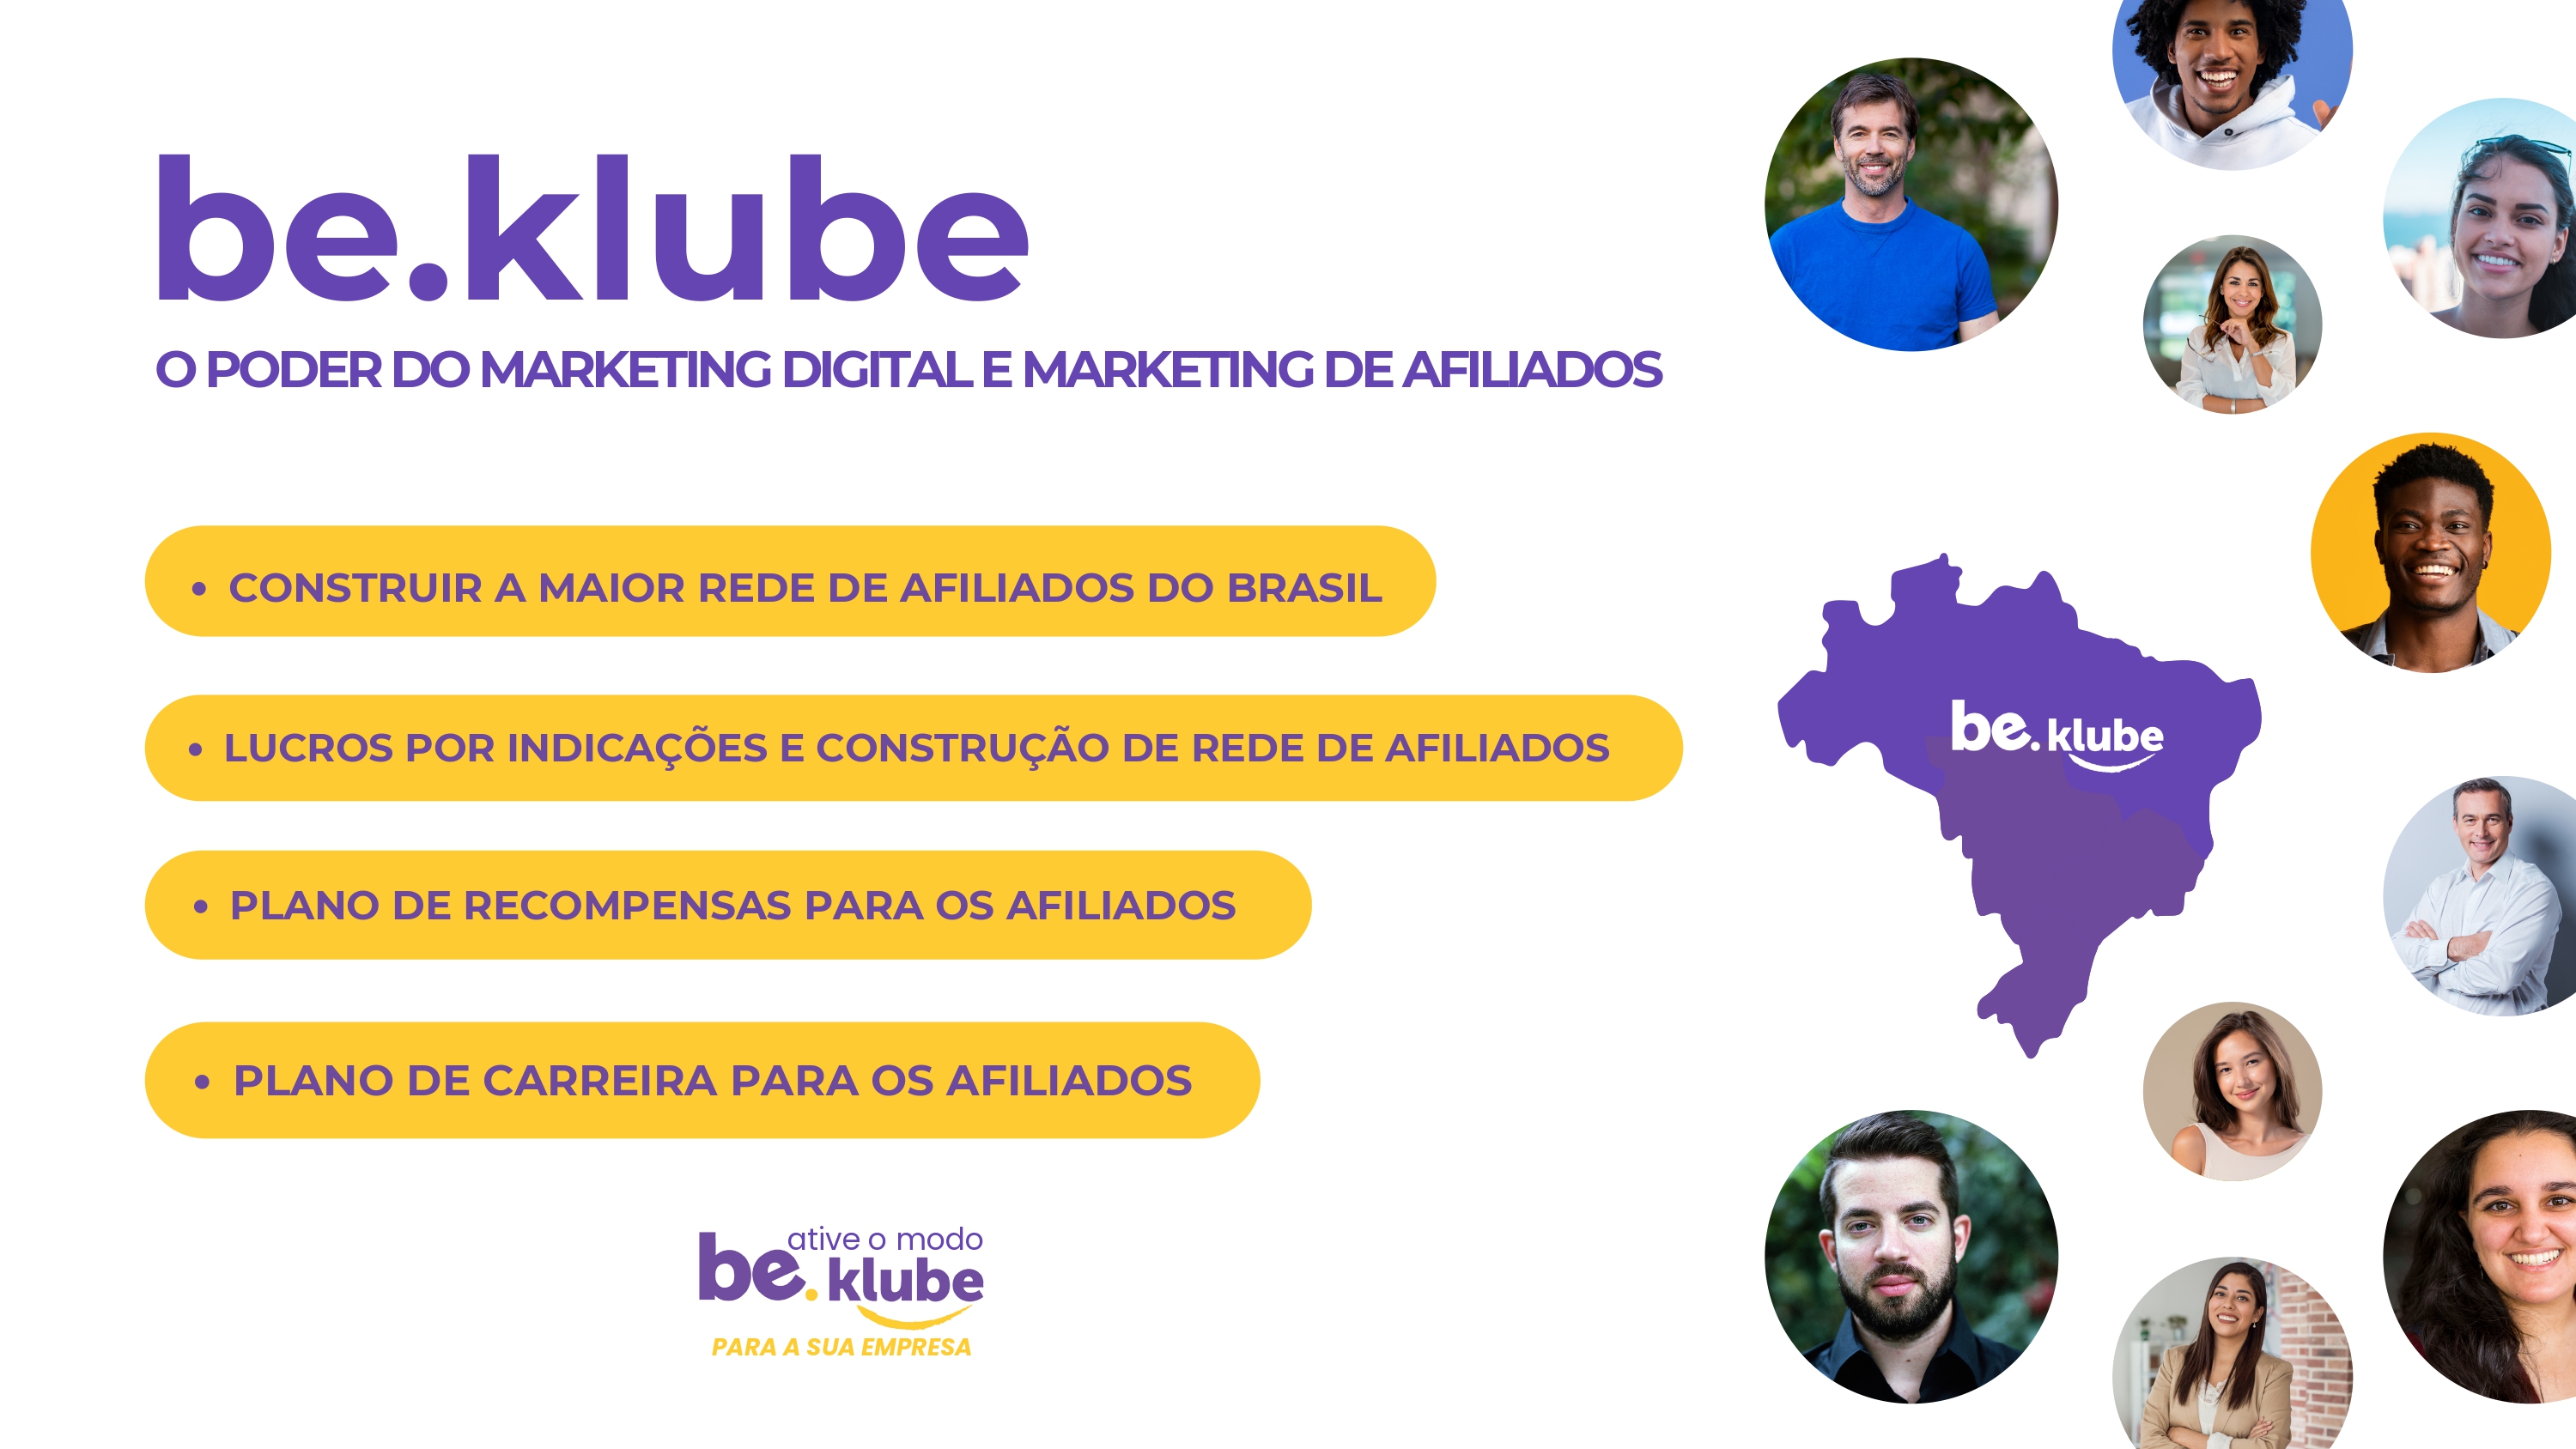 be.klube
O PODER DO MARKETING DIGITAL E MARKETING DE AFILIADOS
• CONSTRUIR A MAIOR REDE DE AFILIADOS DO BRASIL
• LUCROS POR INDICAÇÕES E CONSTRUÇÃO DE REDE DE AFILIADOS
• PLANO DE RECOMPENSAS PARA OS AFILIADOS
• PLANO DE CARREIRA PARA OS AFILIADOS
be.klube
ative o modo
be.klube
PARA A SUA EMPRESA